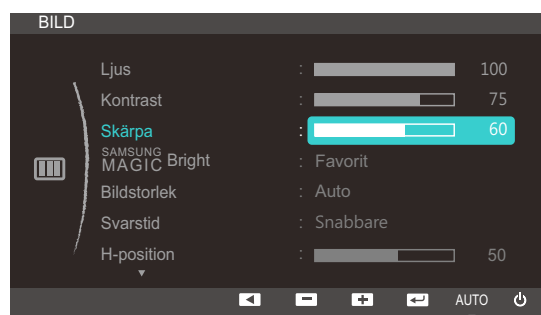 BILD
Ljus : 100
Kontrast : 75
Skärpa : 60
SAMSUNG
MAGIC Bright : Favorit
Bildstorlek : Auto
Svarstid : Snabbare
H-position : 50
AUTO